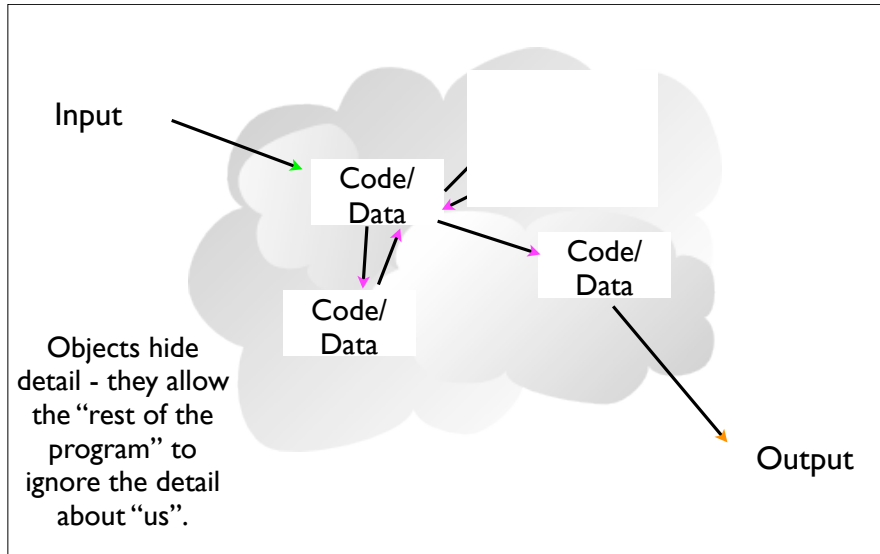 Input
Code/
Data
Code/
Data
Code/
Data
Objects hide
detail - they allow
the “rest of the
program” to
ignore the detail
about “us”.
Output